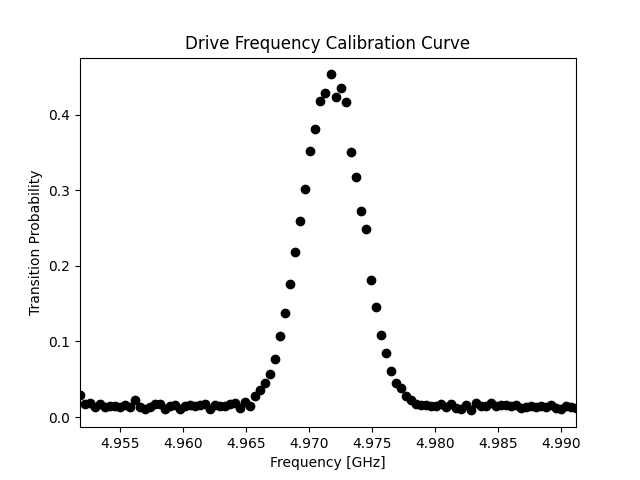 Drive Frequency Calibration Curve
Transition Probability
0.4
0.3
0.2
0.1
0.0
4.955 4.960 4.965 4.970 4.975 4.980 4.985 4.990
Frequency [GHz]